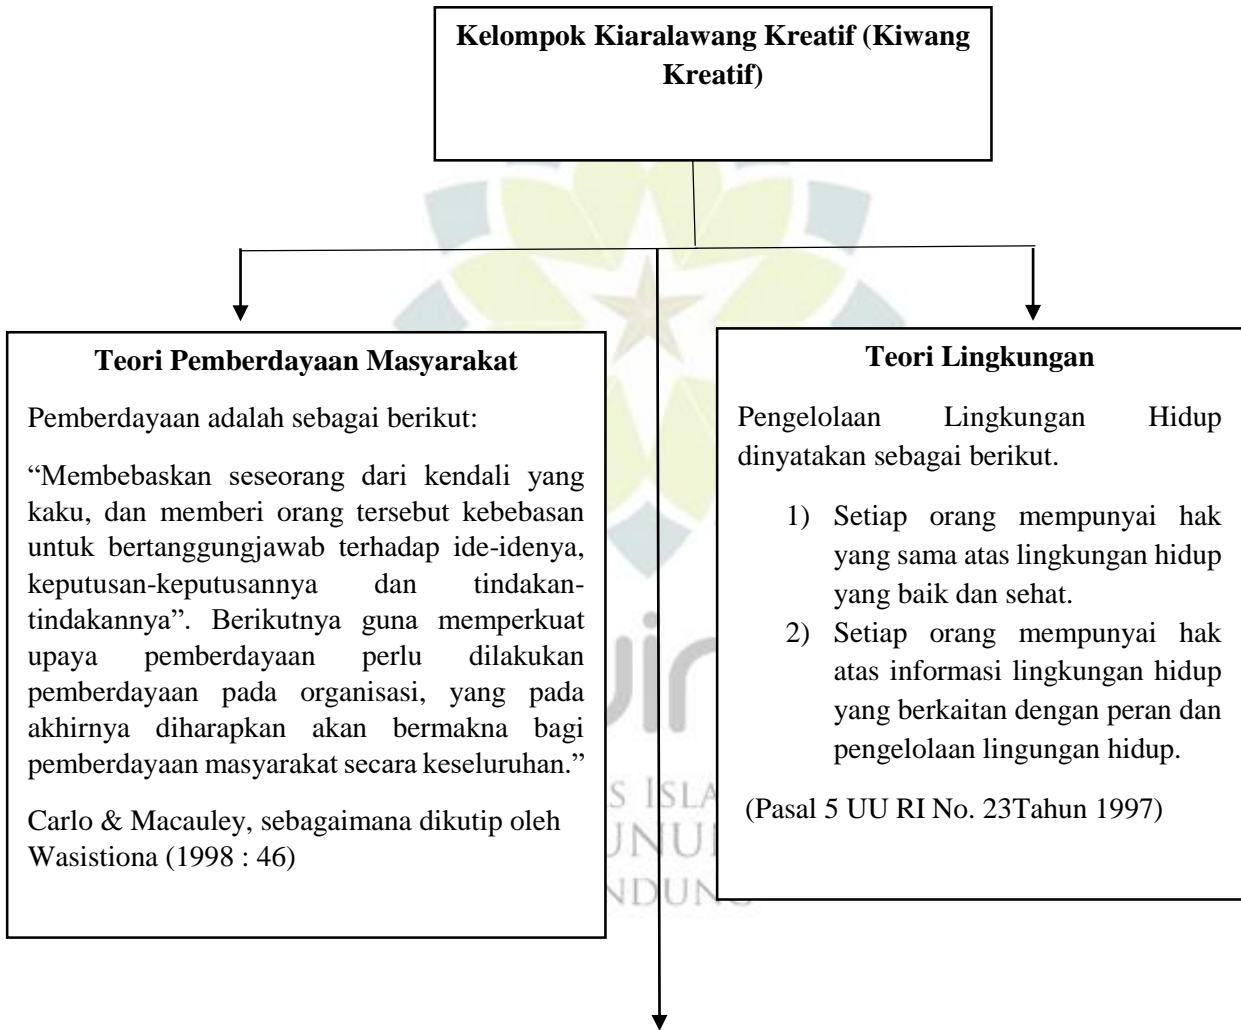 Kelompok Kiaralawang Kreatif (Kiwang
Kreatif)
Teori Pemberdayaan Masyarakat
Pemberdayaan adalah sebagai berikut:
“Membebaskan seseorang dari kendali yang
kaku, dan memberi orang tersebut kebebasan
untuk bertanggungjawab terhadap ide-idenya,
keputusan-keputusannya dan tindakan-
tindakannya”. Berikutnya guna memperkuat
upaya pemberdayaan perlu dilakukan
pemberdayaan pada organisasi, yang pada
akhirnya diharapkan akan bermakna bagi
pemberdayaan masyarakat secara keseluruhan.”
Carlo & Macauley, sebagaimana dikutip oleh
Wasistiona (1998 : 46)
Teori Lingkungan
Pengelolaan Lingkungan Hidup
dinyatakan sebagai berikut.
1) Setiap orang mempunyai hak
yang sama atas lingkungan hidup
yang baik dan sehat.
2) Setiap orang mempunyai hak
atas informasi lingkungan hidup
yang berkaitan dengan peran dan
pengelolaan lingungan hidup.
(Pasal 5 UU RI No. 23Tahun 1997)